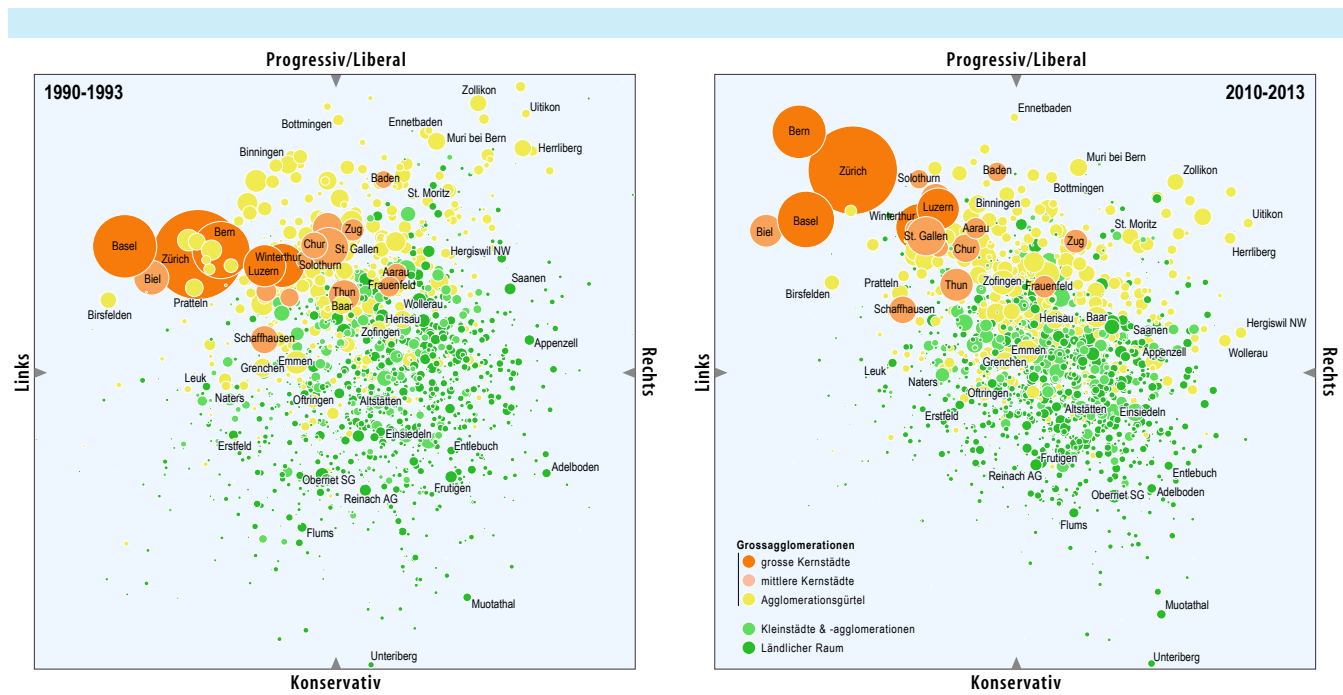 Progressiv/Liberal
1990-1993
Zollikon
Uitikon
Bottmingen
Ennetbaden
Muri bei Bern
Herrliberg
Binningen
Baden
St. Moritz
Basel
Bern
Zürich
Zug
Chur
St. Gallen
Hergiswil NW
Winterthur
Luzern
Solothurn
Biel
Aarau
Frauenfeld
Saanen
Pratteln
Birsfelden
Thun
Baar
Wollerau
Herisau
Zofingen
Schaffhausen
Appenzell
Emmen
Grenchen
Leuk
Naters
Oftringen
Altstätten
Erstfeld
Einsiedeln
Entlebuch
Adelboden
Oberriet SG
Frutigen
Reinach AG
Flums
Muotathal
Unteriberg
Links
Rechts
Konservativ
Progressiv/Liberal
2010-2013
Ennetbaden
Bern
Zürich
Muri bei Bern
Baden
Solothurn
Zollikon
Bottmingen
Binningen
Luzern
Winterthur
Basel
Biel
St. Gallen
Aarau
Chur
Zug
St. Moritz
Uitikon
Herrliberg
Birsfelden
Pratteln
Thun
Zofingen
Frauenfeld
Schaffhausen
Herisau
Baar
Saanen
Hergiswil NW
Wollerau
Appenzell
Emmen
Grenchen
Leuk
Naters
Oftringen
Erstfeld
Altstätten
Einsiedeln
Frutigen
Reinach AG
Entlebuch
Oberriet SG
Adelboden
Flums
Muotathal
Unteriberg
Grossagglomerationen
grosse Kernstädte
mittlere Kernstädte
Agglomerationsgürtel
Kleinstädte & -agglomerationen
Ländlicher Raum
Links
Rechts
Konservativ